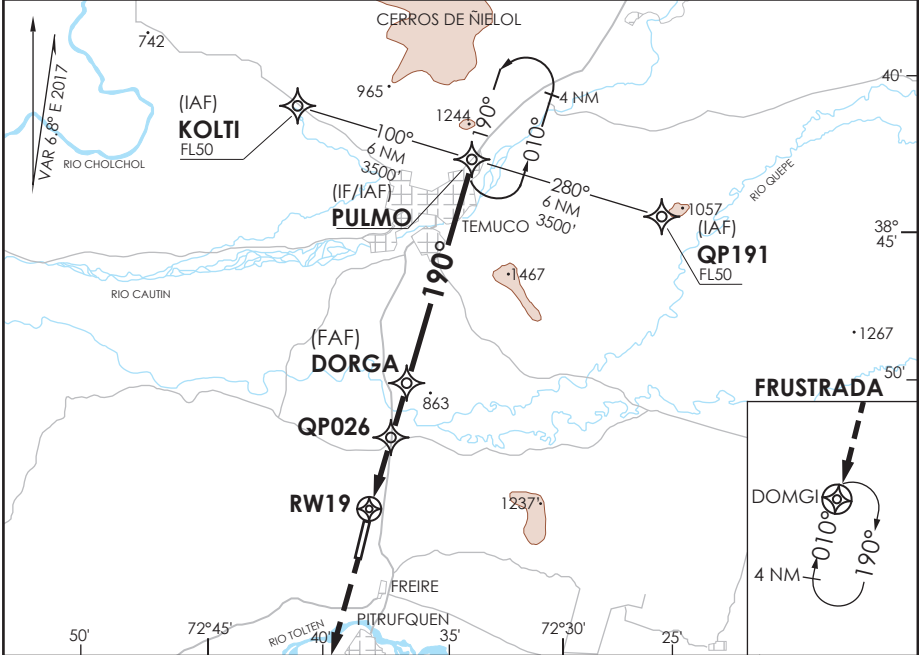 CERROS DE ÑIELOL
742
VAR 6.8° E 2017
965
40'
4 NM
(IAF)
KOLTI
FL50
1244
190°
010°
100°
6 NM
3500'
RIO CHOLCHOL
(IF/IAF)
PULMO
280°
6 NM
3500'
RIO QUEPE
1057
(IAF)
QP191
FL50
TEMUCO
38°
45'
190°
1467
RIO CAUTIN
1267
(FAF)
DORGA
50'
863
FRUSTRADA
QP026
RW19
1237'
DOMGI
010°
190°
4 NM
FREIRE
PITRUFQUEN
RIO TOLTEN
50'
72°45'
40'
35'
72°30'
25'